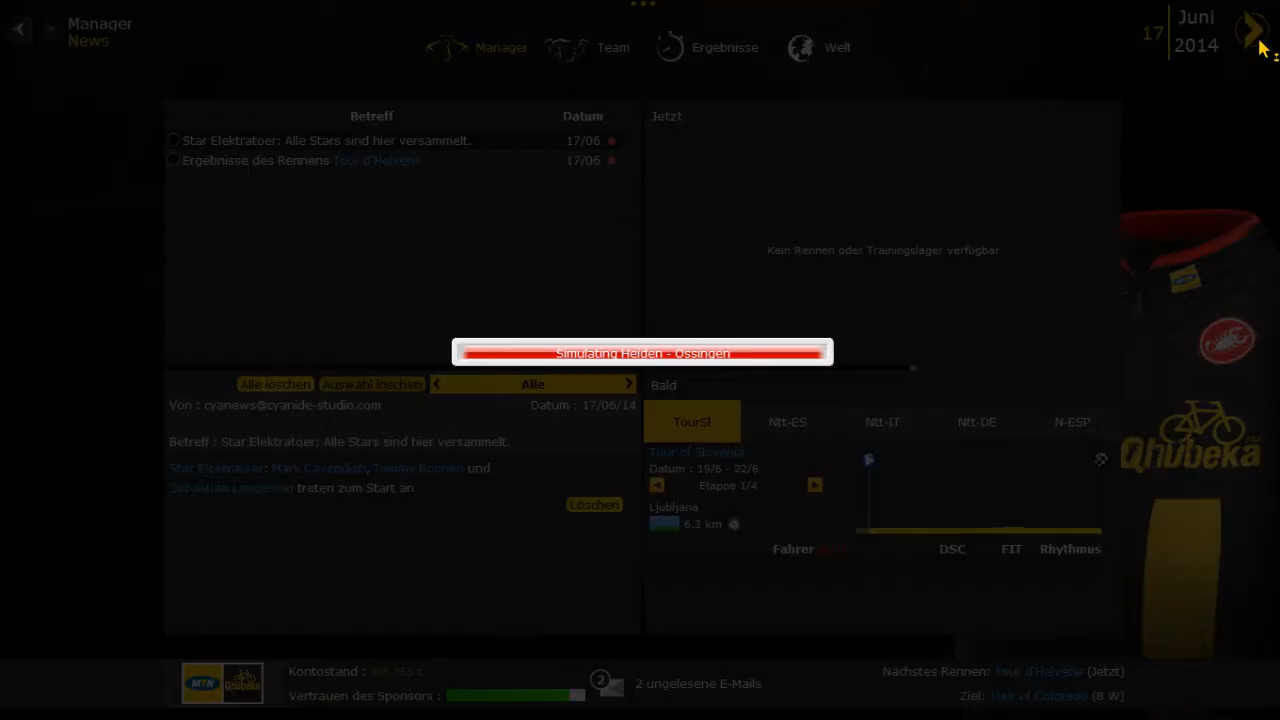 Manager
News
Manager
Team
Ergebnisse
Welt
17
Juni
2014
Betreff
Datum
Star Elektratoer: Alle Stars sind hier versammelt.
17/06
Ergebnisse des Rennens Tour d'Helvetie
17/06
Jetzt
Kein Rennen oder Trainingslager verfügbar
Simulating Heiden - Ossingen
Alle löschen
Auswahl löschen
Alle
Von : cyanews@cyanide-studio.com
Datum : 17/06/14
Betreff : Star Elektratoer: Alle Stars sind hier versammelt.
Star Elektratoer: Mark Cavendish, Tommy Boonen und
treten zum Start an.
Löschen
Bald
TourSl
Ntt-ES
Ntt-IT
Ntt-DE
N-ESP
Tour of Slovenia
Datum : 19/6 - 22/6
Etappe 1/4
Ljubljana
6.3 km
Fahrer
DSC
FIT
Rhythmus
Qhubeka
MTN
Qhubeka
Kontostand :
Vertrauen des Sponsors :
2
2 ungelesene E-Mails
Nächstes Rennen: Tour d'Helvetie (Jetzt)
Ziel: Tour of Colorado (8 W)